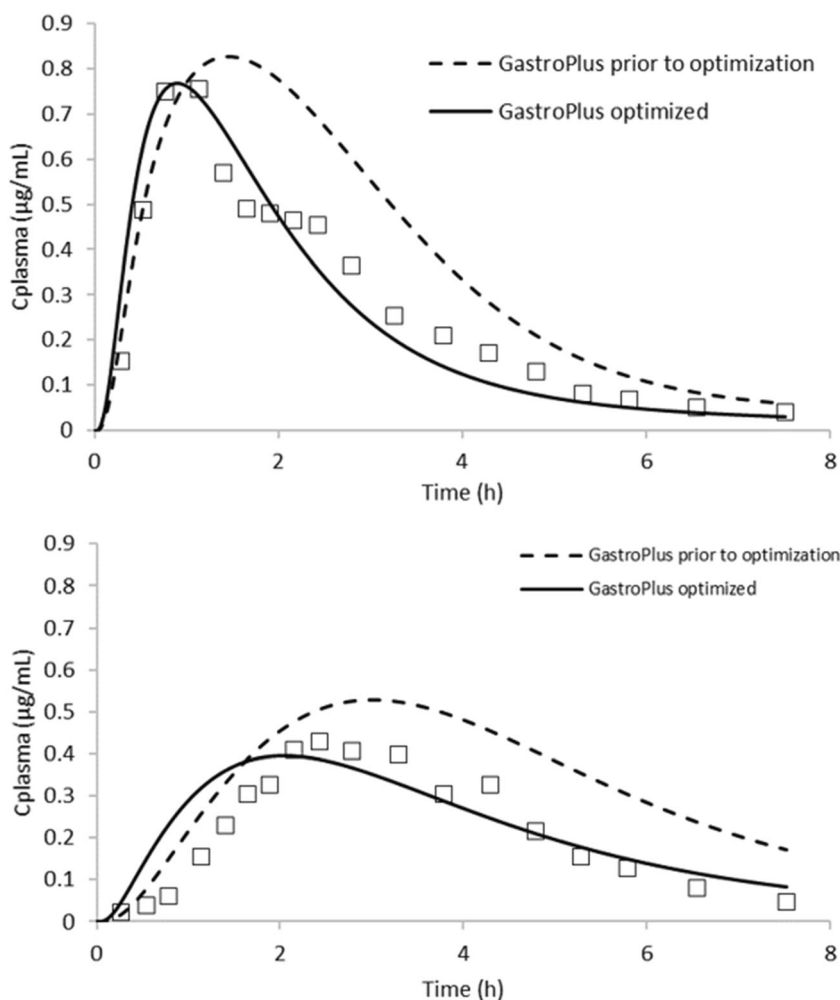 0.9
0.8
0.7
0.6
0.5
0.4
0.3
0.2
0.1
0
Cplasma (µg/mL)
GastroPlus prior to optimization
GastroPlus optimized
0 2 4 6 8
Time (h)
0.9
0.8
0.7
0.6
0.5
0.4
0.3
0.2
0.1
0
Cplasma (µg/mL)
GastroPlus prior to optimization
GastroPlus optimized
0 2 4 6 8
Time (h)